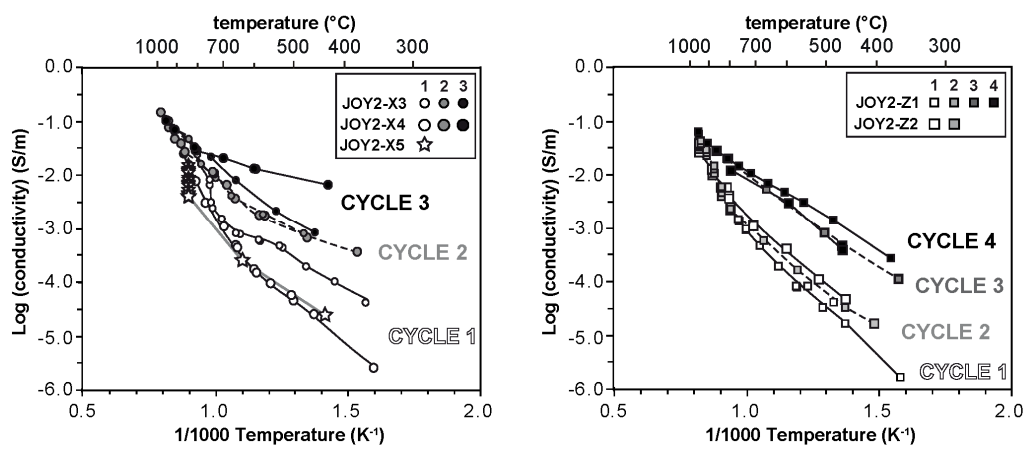 temperature (°C)
1000 700 500 400 300
0.0
-1.0
-2.0
-3.0
-4.0
-5.0
-6.0
Log (conductivity) (S/m)
1 2 3
JOY2-X3
JOY2-X4
JOY2-X5
CYCLE 3
CYCLE 2
CYCLE 1
0.5 1.0 1.5 2.0
1/1000 Temperature (K-1)
temperature (°C)
1000 700 500 400 300
0.0
-1.0
-2.0
-3.0
-4.0
-5.0
-6.0
Log (conductivity) (S/m)
1 2 3 4
JOY2-Z1
JOY2-Z2
CYCLE 4
CYCLE 3
CYCLE 2
CYCLE 1
0.5 1.0 1.5 2.0
1/1000 Temperature (K-1)